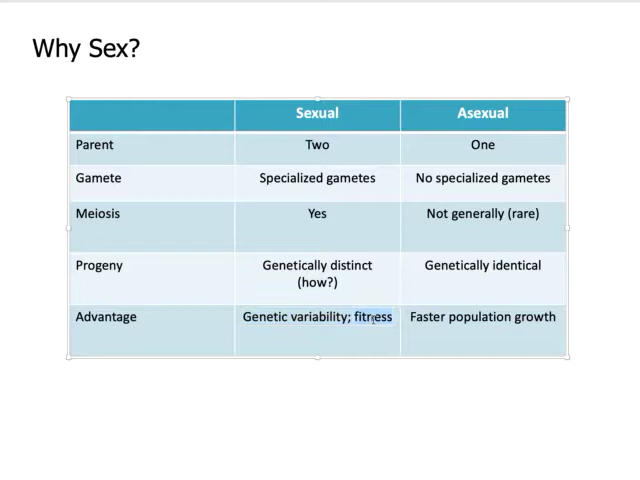 Why Sex?
Sexual Asexual
Parent Two One
Gamete Specialized gametes No specialized gametes
Meiosis Yes Not generally (rare)
Progeny Genetically distinct Genetically identical
(how?)
Advantage Genetic variability; fitness Faster population growth